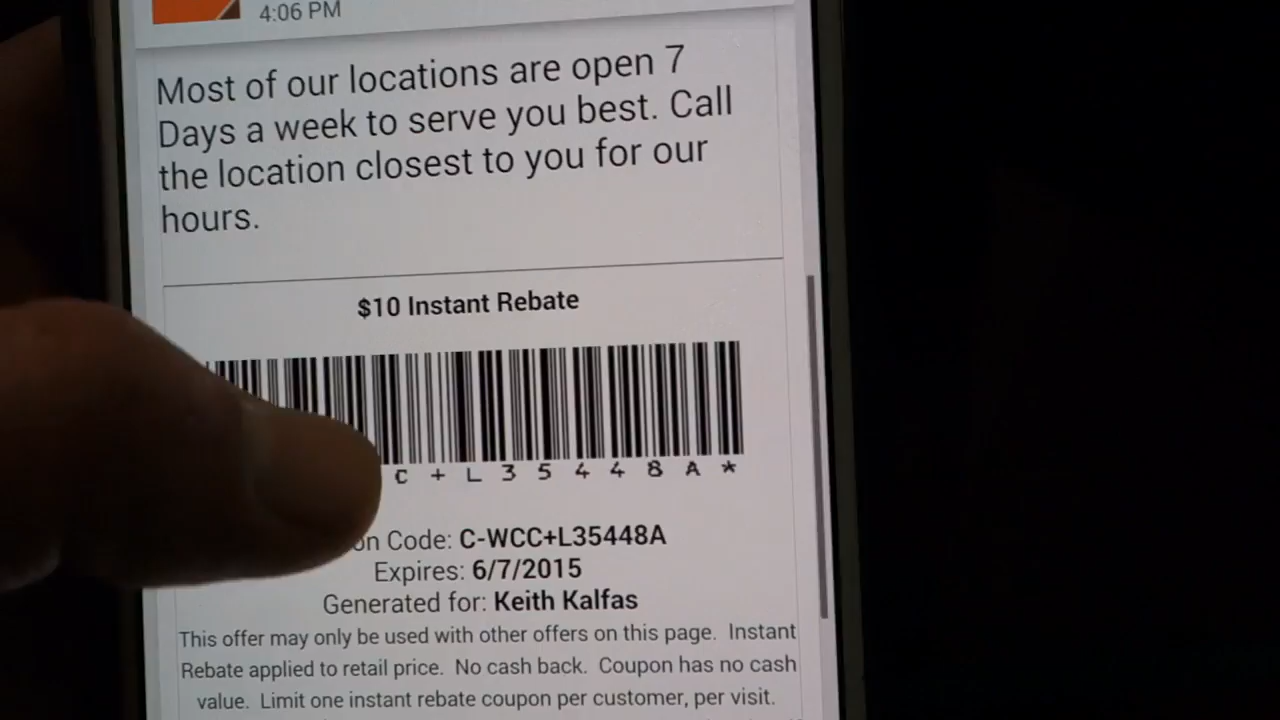 4:06 PM
Most of our locations are open 7
Days a week to serve you best. Call
the location closest to you for our
hours.
$10 Instant Rebate
C + L 3 5 4 4 8 A *
on Code: C-WCC+L35448A
Expires: 6/7/2015
Generated for: Keith Kalfas
This offer may only be used with other offers on this page. Instant
Rebate applied to retail price. No cash back. Coupon has no cash
value. Limit one instant rebate coupon per customer, per visit.